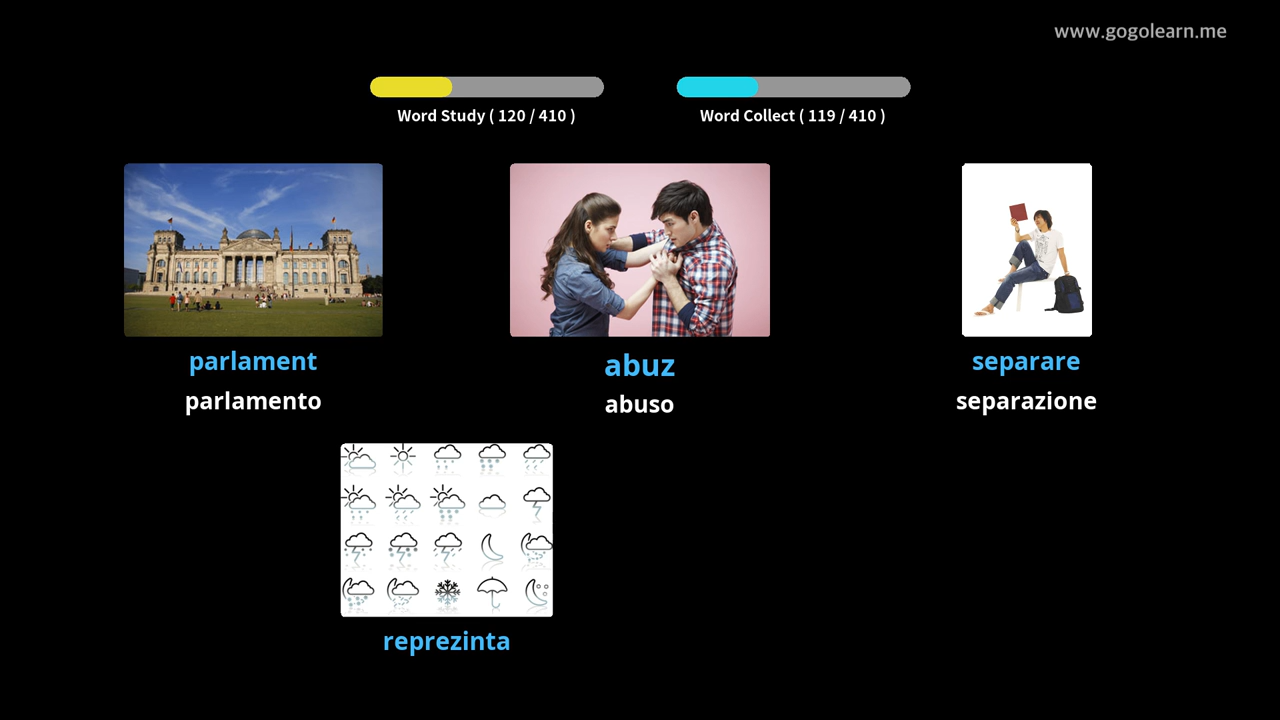 www.gogolearn.me
Word Study ( 120 / 410 )
Word Collect ( 119 / 410 )
parlament
parlamento
abuz
abuso
separare
separazione
reprezinta